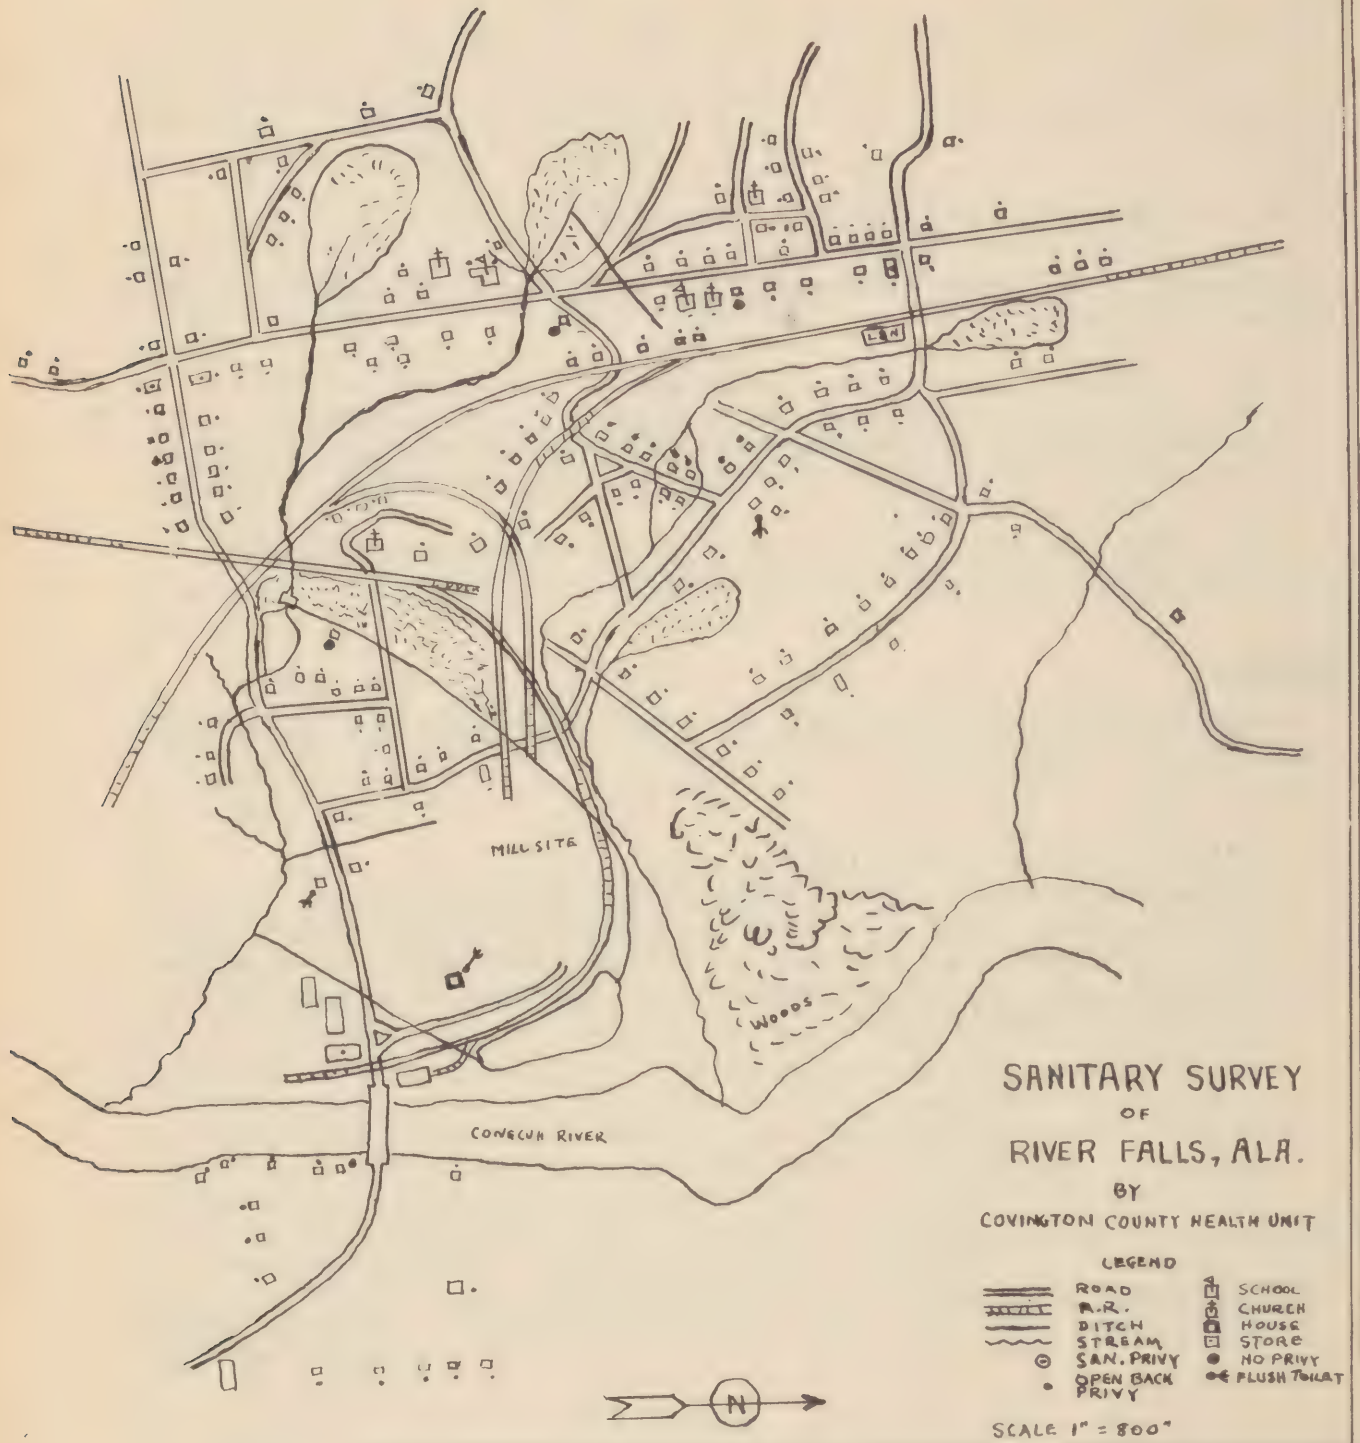 L&N
MILL SITE
WOODS
CONECUH RIVER
SANITARY SURVEY
OF
RIVER FALLS, ALA.
BY
COVINGTON COUNTY HEALTH UNIT
LEGEND
ROAD
R.R.
DITCH
STREAM
SAN. PRIVY
OPEN BACK
PRIVY
SCHOOL
CHURCH
HOUSE
STORE
NO PRIVY
FLUSH TOILET
N
SCALE 1" = 800"